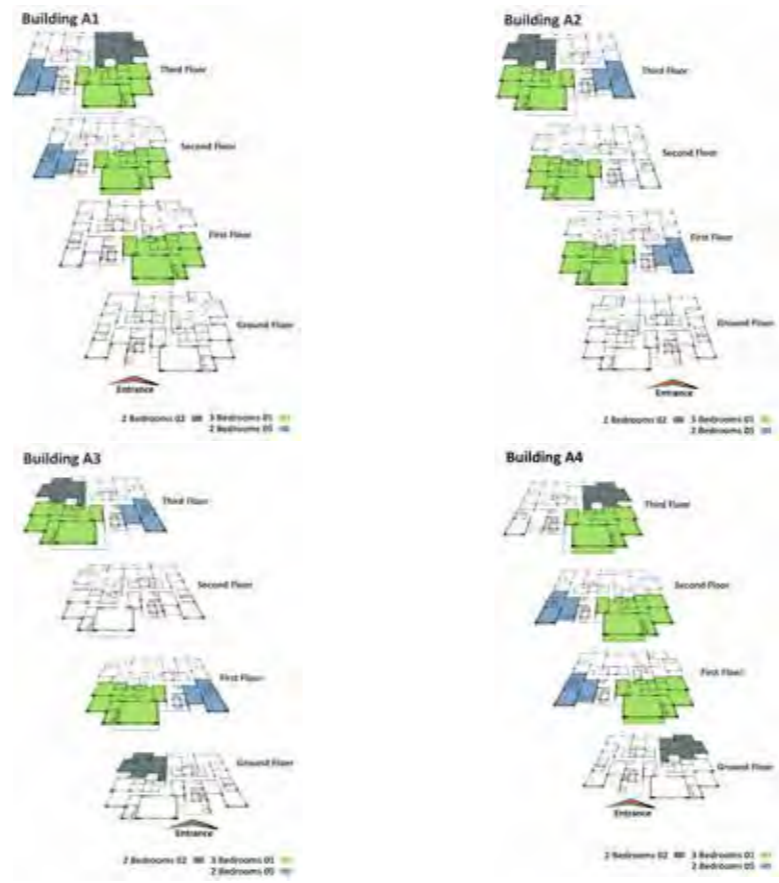 Building A1
Third Floor
Second Floor
First Floor
Ground Floor
Entrance
2 Bedrooms 02 3 Bedrooms 01
2 Bedrooms 05
Building A2
Third Floor
Second Floor
First Floor
Ground Floor
Entrance
2 Bedrooms 02 3 Bedrooms 01
2 Bedrooms 05
Building A3
Third Floor
Second Floor
First Floor
Ground Floor
Entrance
2 Bedrooms 02 3 Bedrooms 01
2 Bedrooms 05
Building A4
Third Floor
Second Floor
First Floor
Ground Floor
Entrance
2 Bedrooms 02 3 Bedrooms 01
2 Bedrooms 05